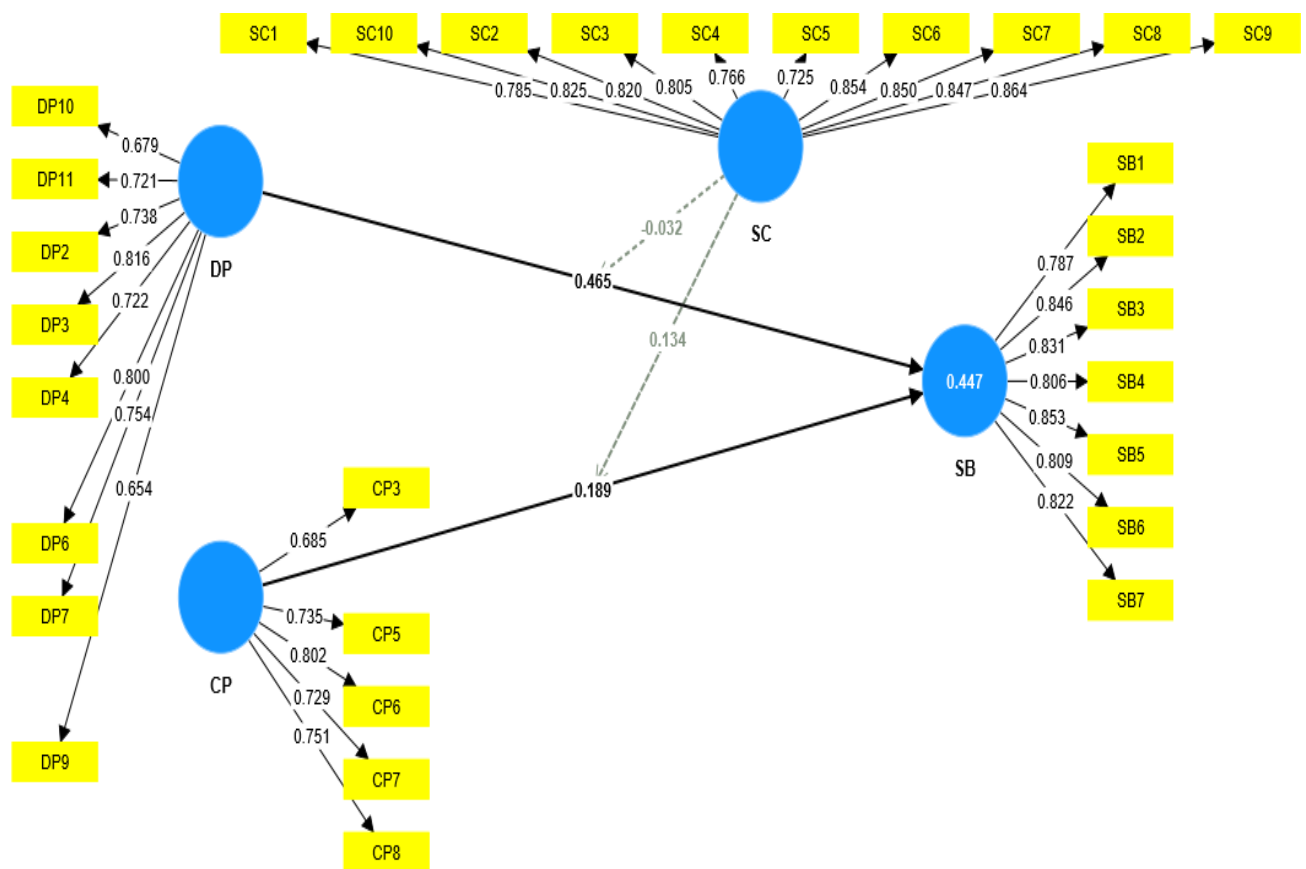 SC1 SC10 SC2 SC3 SC4 SC5 SC6 SC7 SC8 SC9
0.785 0.825 0.820 0.805 0.766 0.725 0.854 0.850 0.847 0.864
DP10
DP11
DP2
DP3
DP4
DP6
DP7
DP9
0.679
0.721
0.738
0.816
0.722
0.800
0.754
0.654
DP
SC
-0.032
0.465
0.134
0.189
CP
CP3
CP5
CP6
CP7
CP8
0.685
0.735
0.802
0.729
0.751
0.447
SB
0.787
0.846
0.831
0.806
0.853
0.809
0.822
SB1
SB2
SB3
SB4
SB5
SB6
SB7